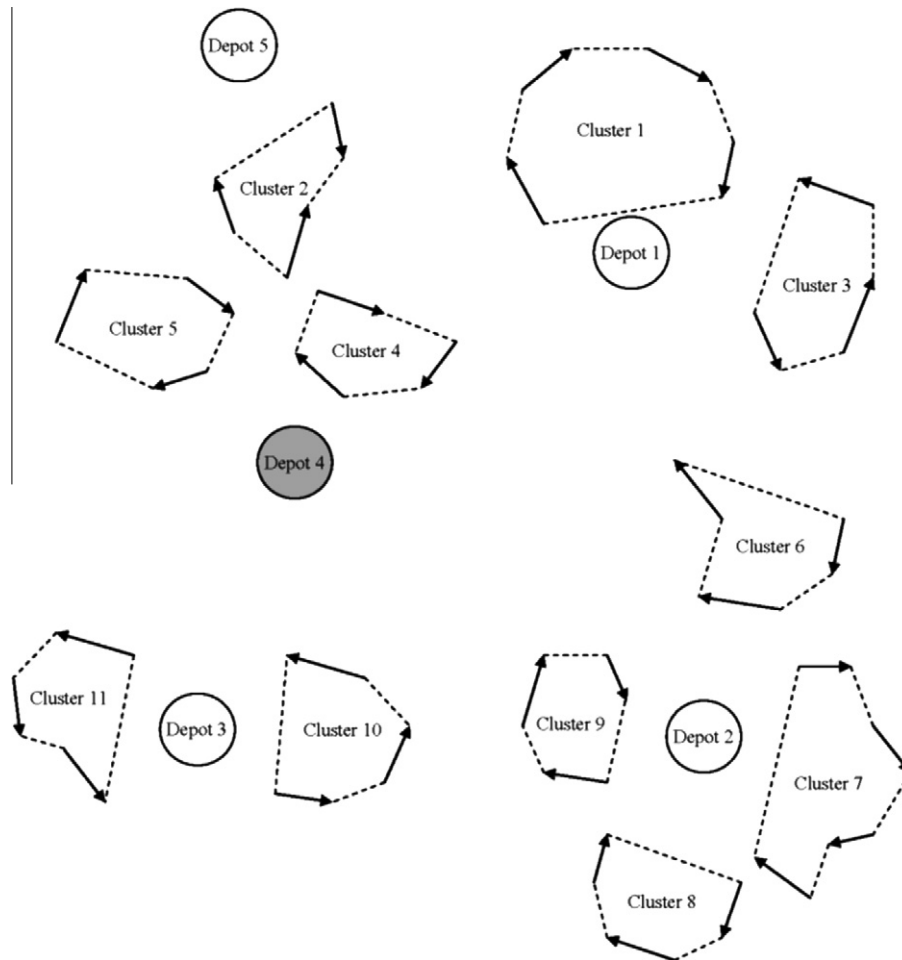 Depot 5
Cluster 1
Cluster 2
Depot 1
Cluster 3
Cluster 5
Cluster 4
Depot 4
Cluster 6
Cluster 11
Depot 3
Cluster 10
Cluster 9
Depot 2
Cluster 7
Cluster 8